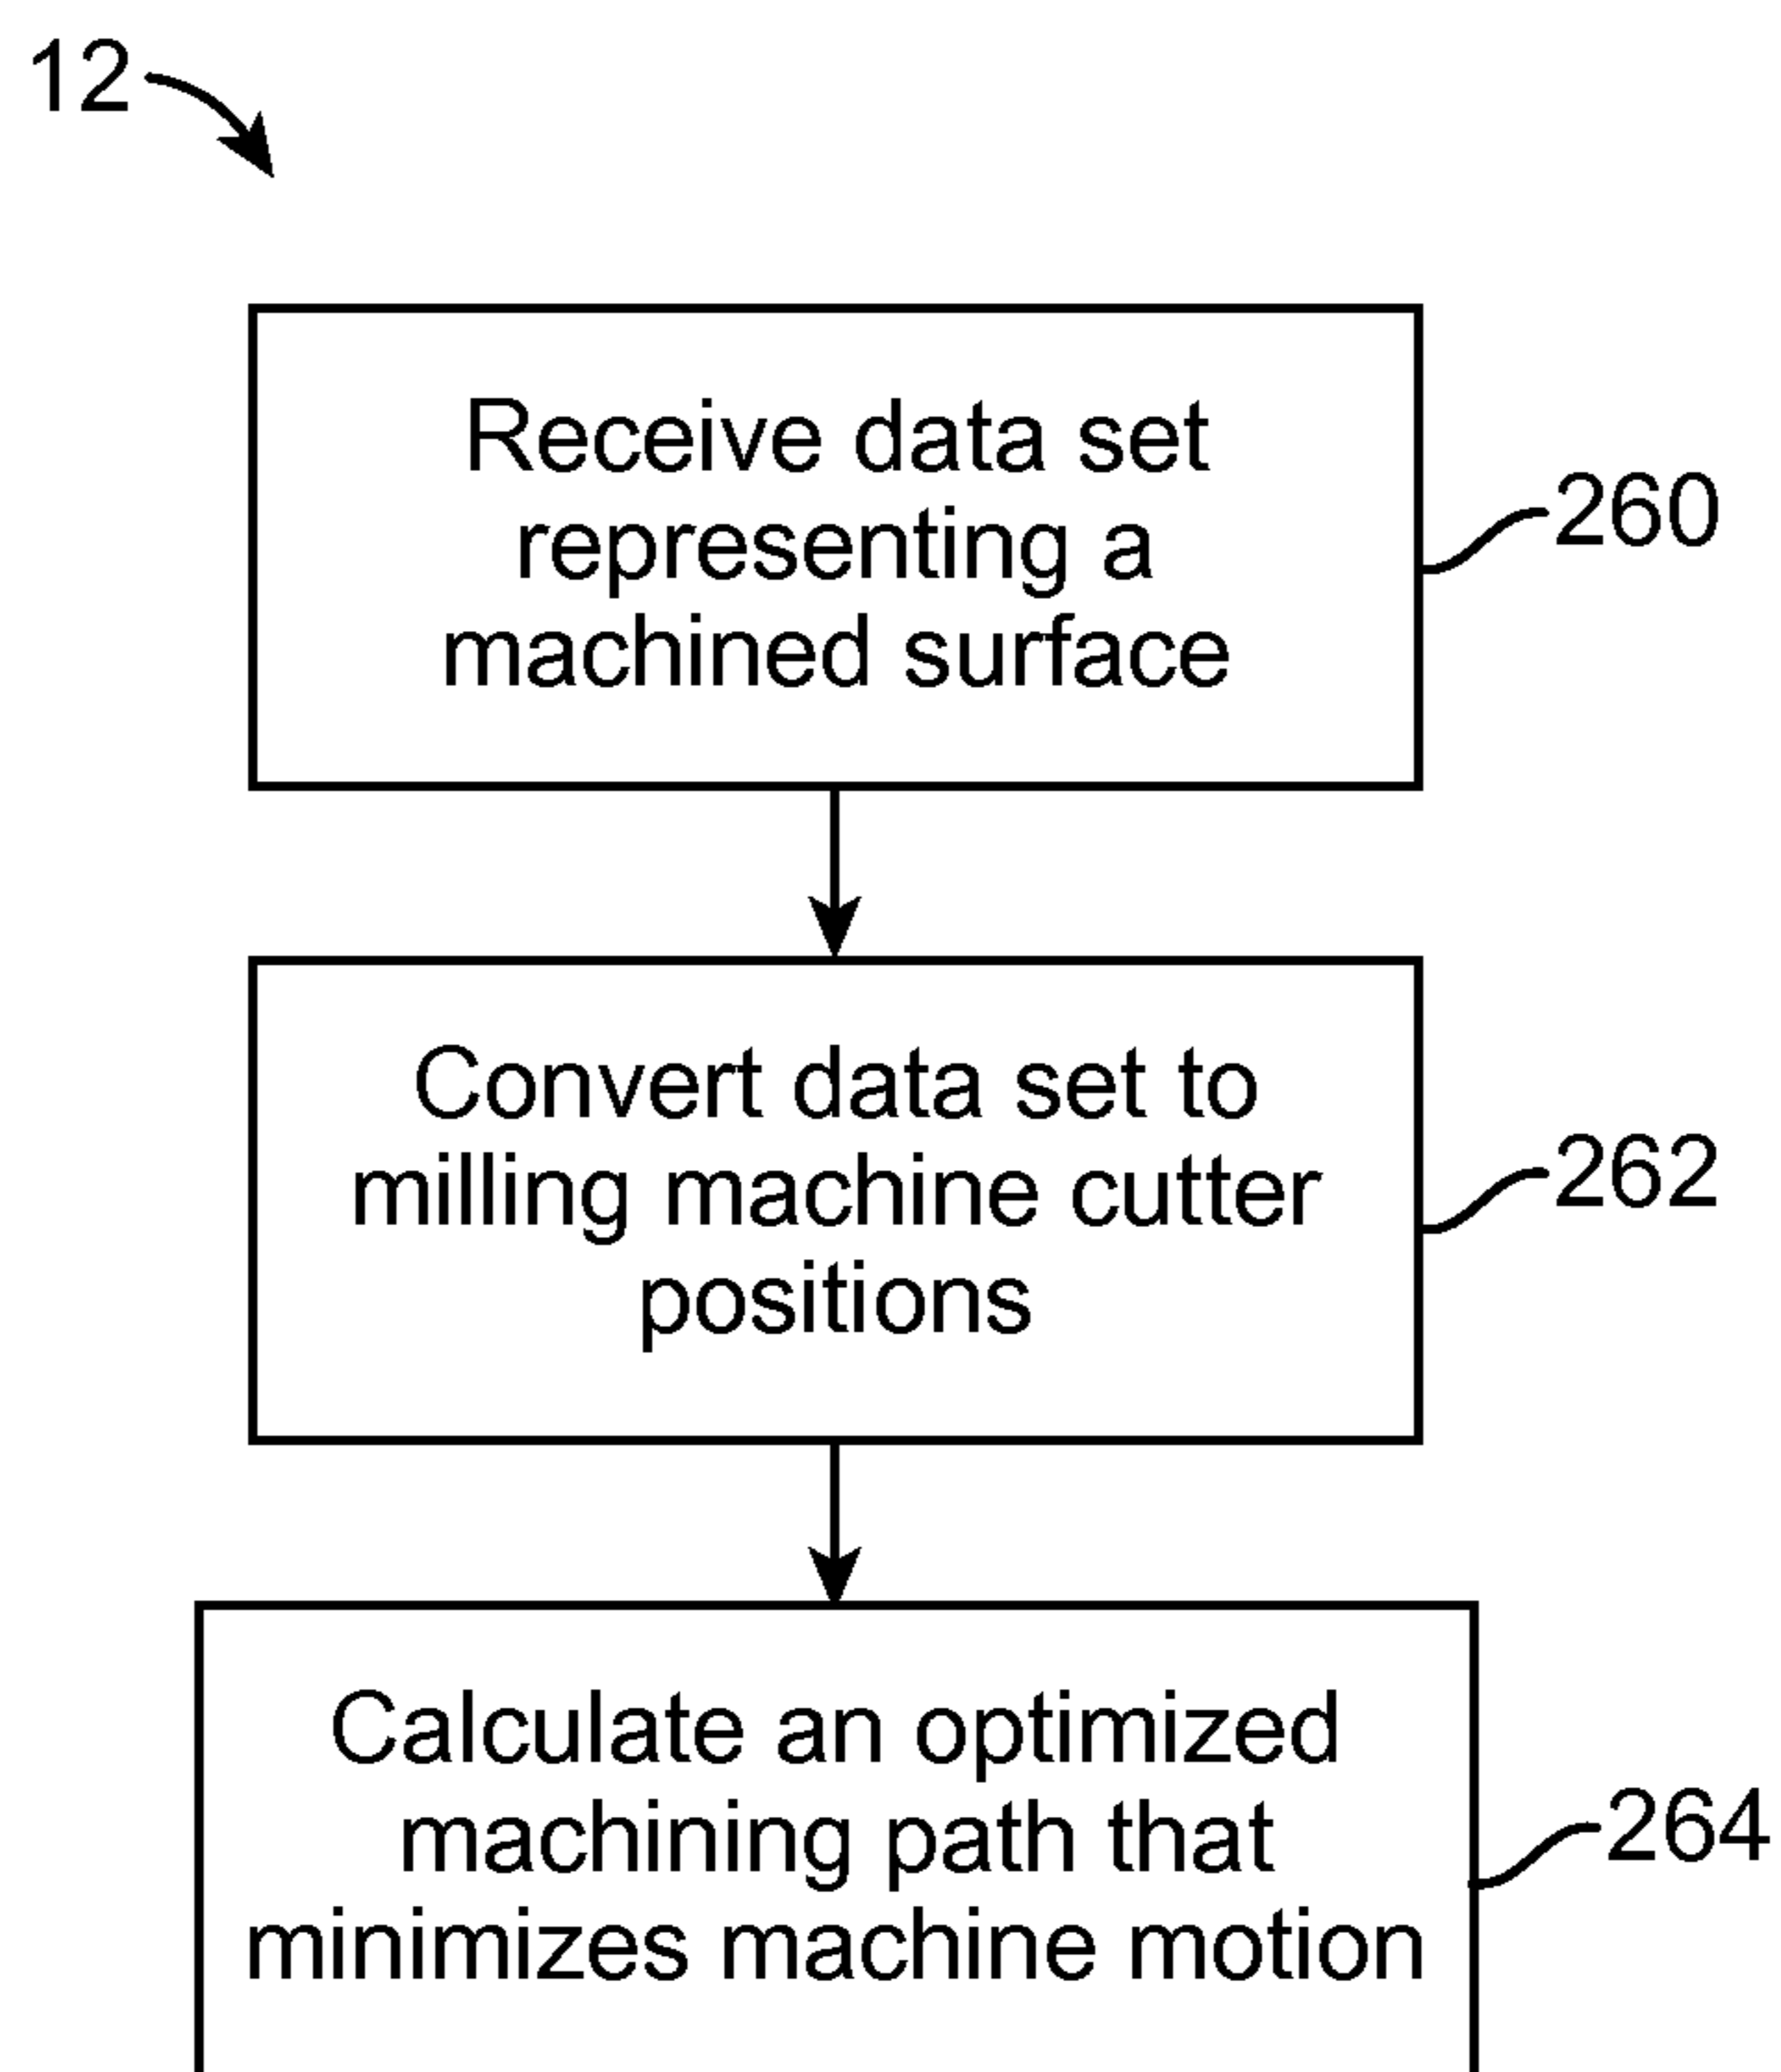 12
Receive data set
representing a
machined surface
260
Convert data set to
milling machine cutter
positions
262
Calculate an optimized
machining path that
minimizes machine motion
264